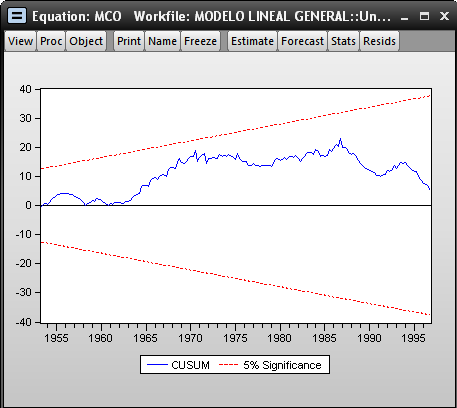 Equation: MCO Workfile: MODELO LINEAL GENERAL::Un...
View Proc Object Print Name Freeze Estimate Forecast Stats Resids
40
30
20
10
0
-10
-20
-30
-40
1955 1960 1965 1970 1975 1980 1985 1990 1995
CUSUM 5% Significance